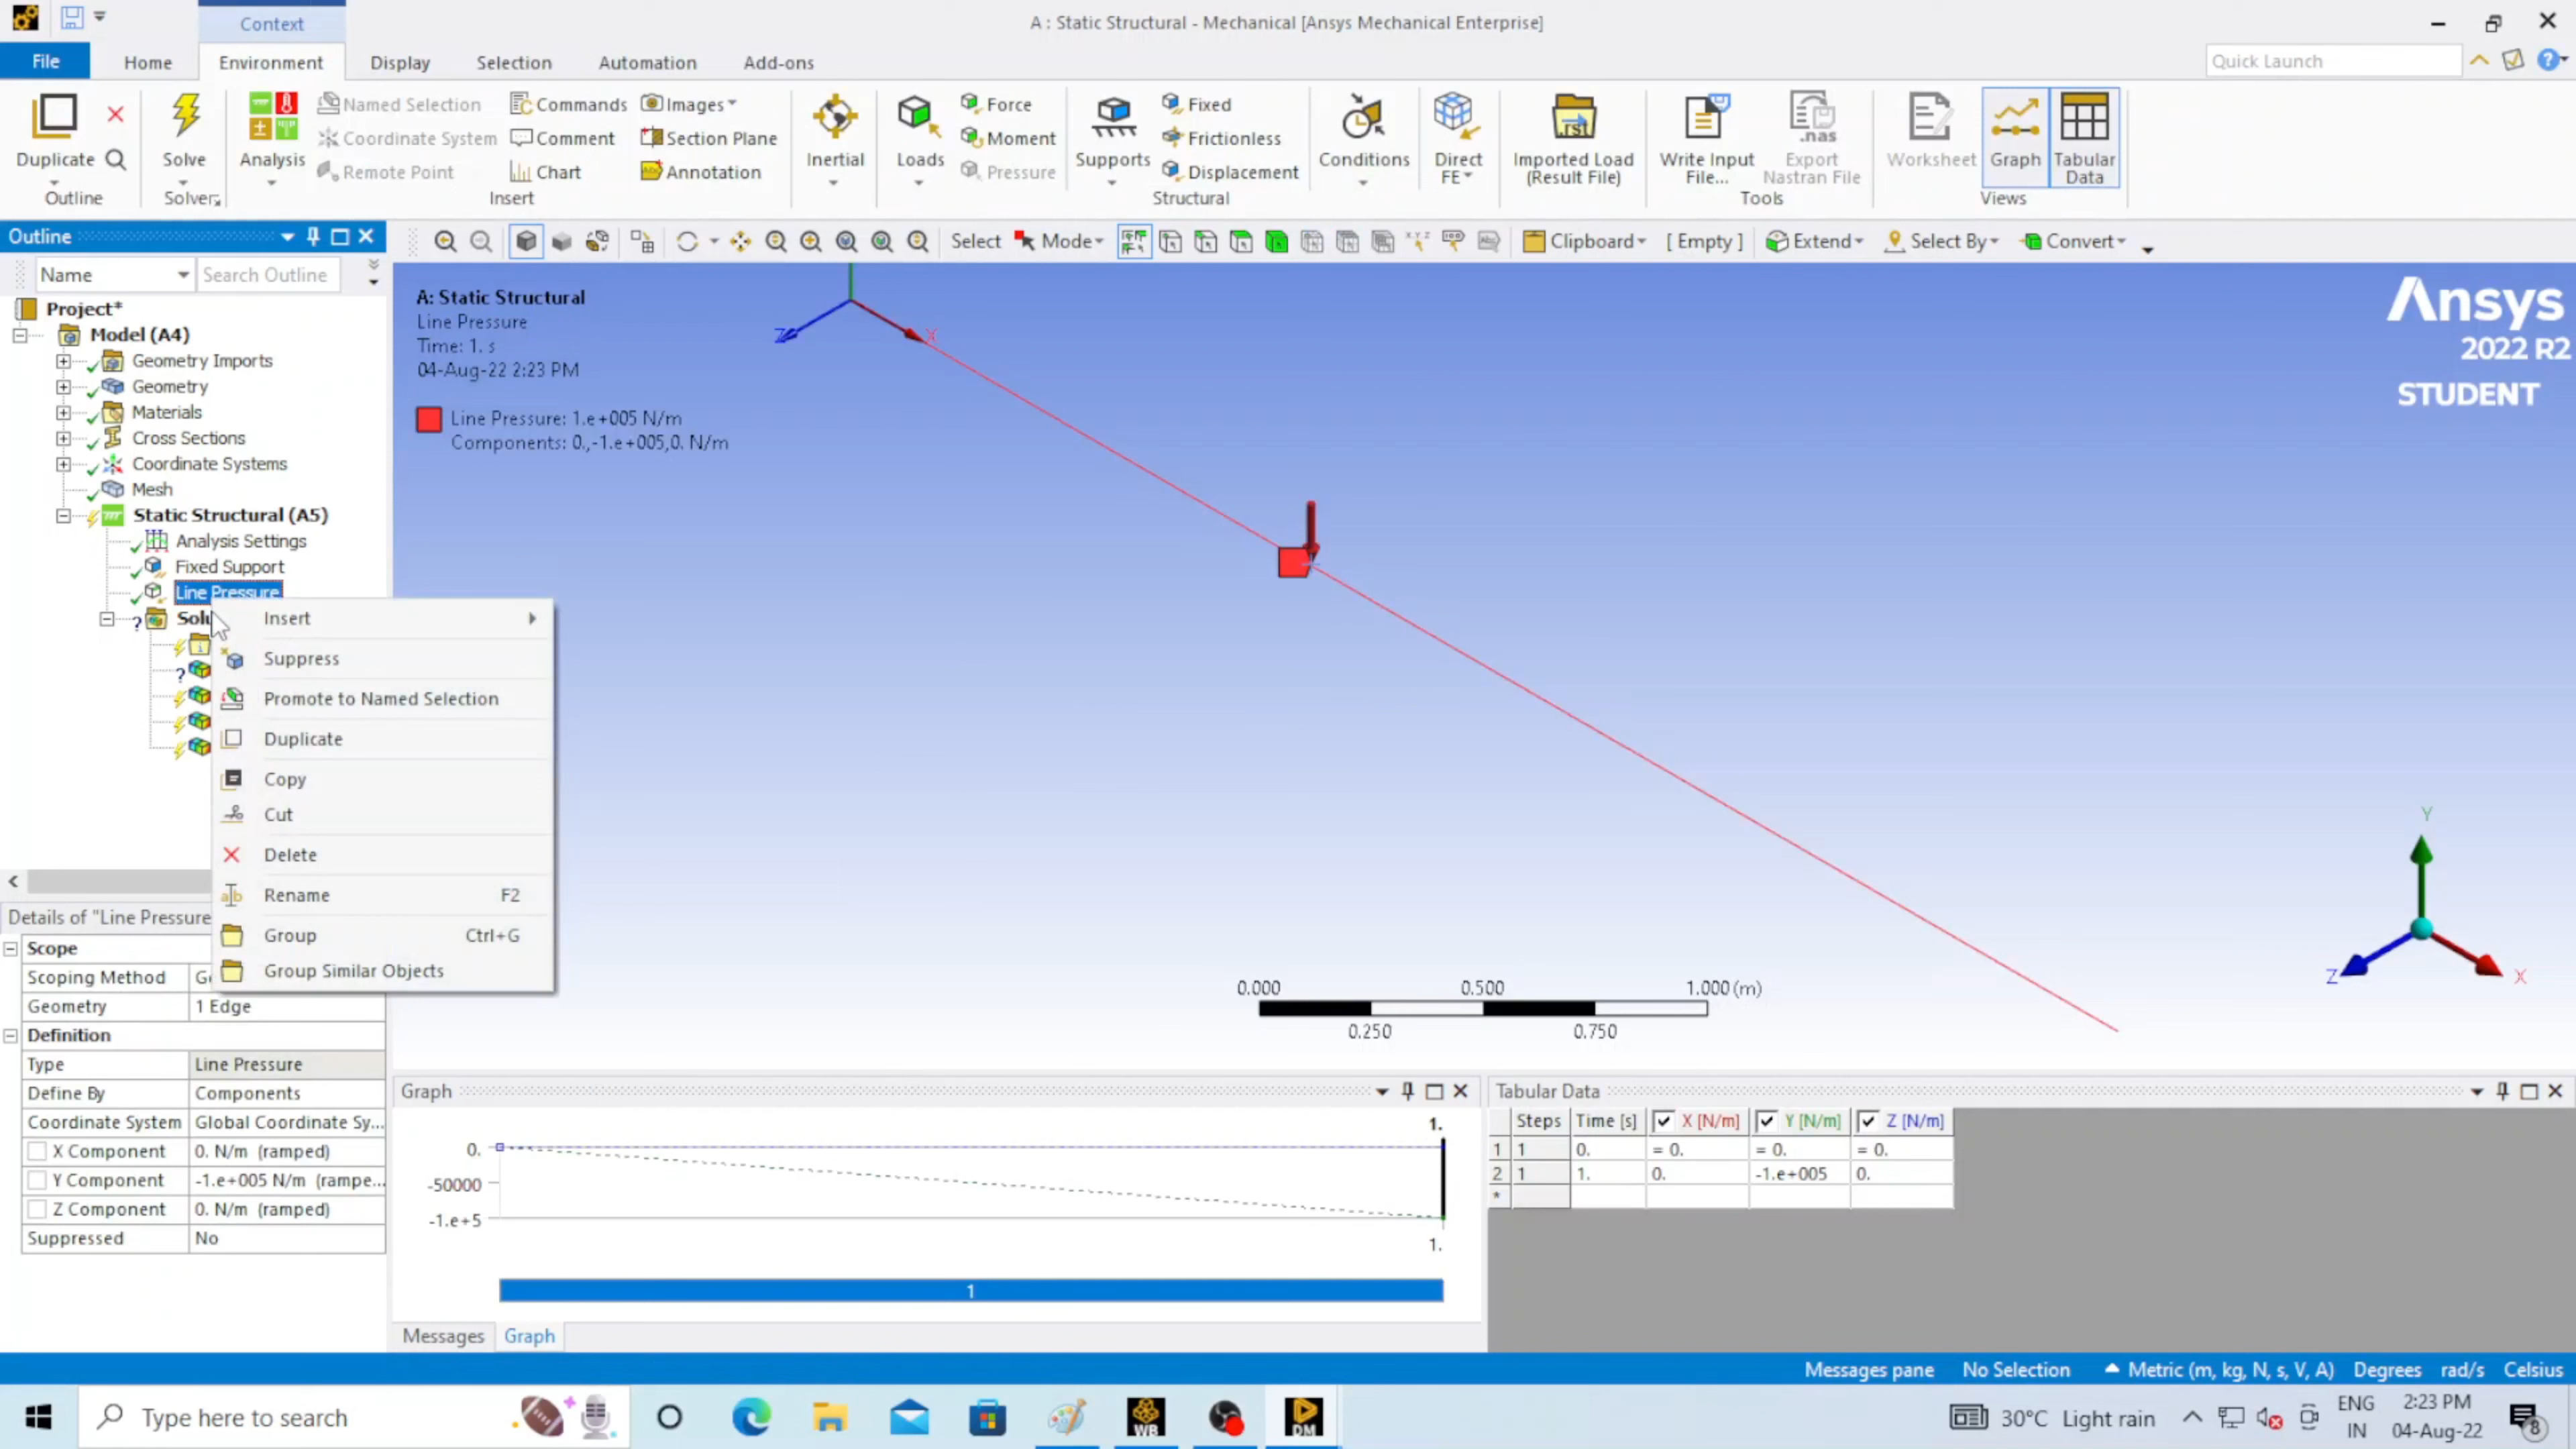 Context
A : Static Structural - Mechanical [Ansys Mechanical Enterprise]
File
Home
Environment
Display
Selection
Automation
Add-ons
Quick Launch
Duplicate
Outline
Solve
Solver
Analysis
Named Selection
Coordinate System
Remote Point
Commands
Comment
Chart
Images
Section Plane
Annotation
Insert
Inertial
Loads
Force
Moment
Pressure
Supports
Fixed
Frictionless
Displacement
Structural
Conditions
Direct
FE
Imported Load
(Result File)
Write Input
File...
Export
Nastran File
Tools
Worksheet
Graph
Tabular
Data
Views
Outline
Select
Mode
Clipboard
[ Empty ]
Extend
Select By
Convert
Name
Search Outline
Project*
Model (A4)
Geometry Imports
Geometry
Materials
Cross Sections
Coordinate Systems
Mesh
Static Structural (A5)
Analysis Settings
Fixed Support
Line Pressure
Solu
Insert
Suppress
Promote to Named Selection
Duplicate
Copy
Cut
Delete
Rename F2
Group Ctrl+G
Group Similar Objects
A: Static Structural
Line Pressure
Time: 1. s
04-Aug-22 2:23 PM
Line Pressure: 1.e+005 N/m
Components: 0.,-1.e+005,0. N/m
Z
X
Ansys
2022 R2
STUDENT
Y
Z
X
0.000 0.500 1.000 (m)
0.250 0.750
Details of "Line Pressure
Scope
Scoping Method
Geometry 1 Edge
Definition
Type Line Pressure
Define By Components
Coordinate System Global Coordinate Sy...
X Component 0. N/m (ramped)
Y Component -1.e+005 N/m (rampe...
Z Component 0. N/m (ramped)
Suppressed No
Graph
1.
0.
-50000
-1.e+5
1.
1
Messages
Graph
Tabular Data
Steps Time [s] X [N/m] Y [N/m] Z [N/m]
1 1 0. = 0. = 0. = 0.
2 1 1. 0. -1.e+005 0.
*
Messages pane
No Selection
Metric (m, kg, N, s, V, A)
Degrees
rad/s
Celsius
Type here to search
WB
DM
30°C Light rain
ENG
IN
2:23 PM
04-Aug-22
8